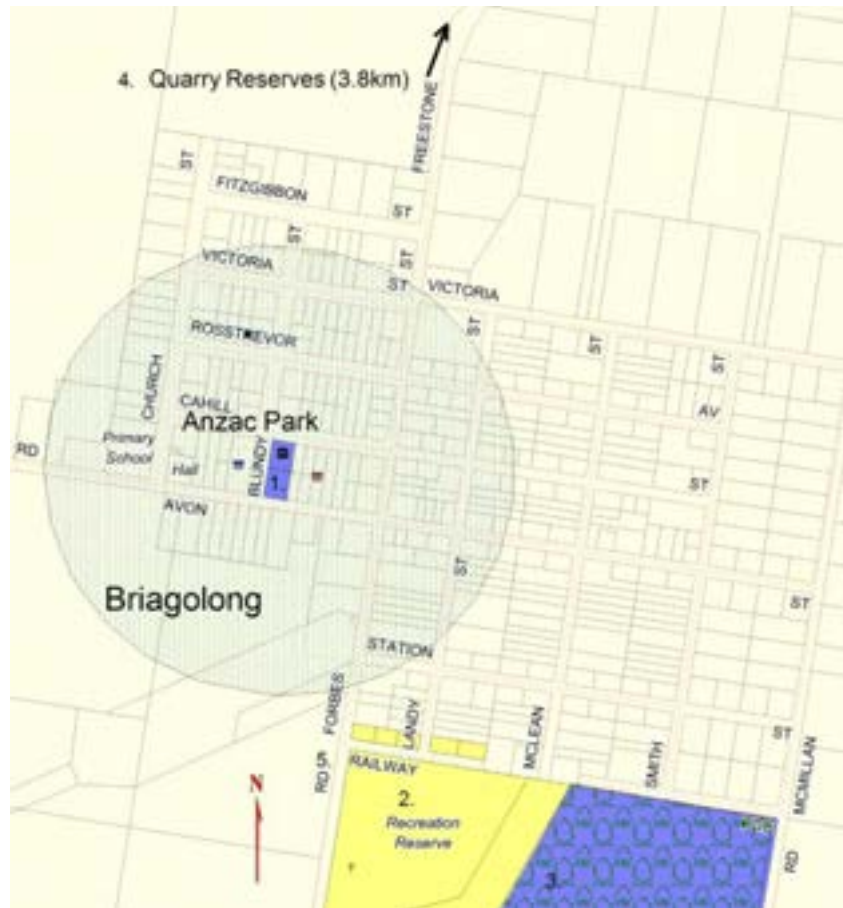 4. Quarry Reserves (3.8km)
FREESTONE
ST
FITZGIBBON
ST
ST
ST
VICTORIA
ST
VICTORIA
ST
ST
ST
ROSSTREVOR
CHURCH
CAHILL
AV
Anzac Park
RD
Primary
School
Hall
BLUNDY
1.
ST
AVON
ST
Briagolong
ST
STATION
FORBES
LANDY
MCLEAN
SMITH
ST
MCMILLAN
RD
RAILWAY
N
2.
Recreation
Reserve
3.
RD